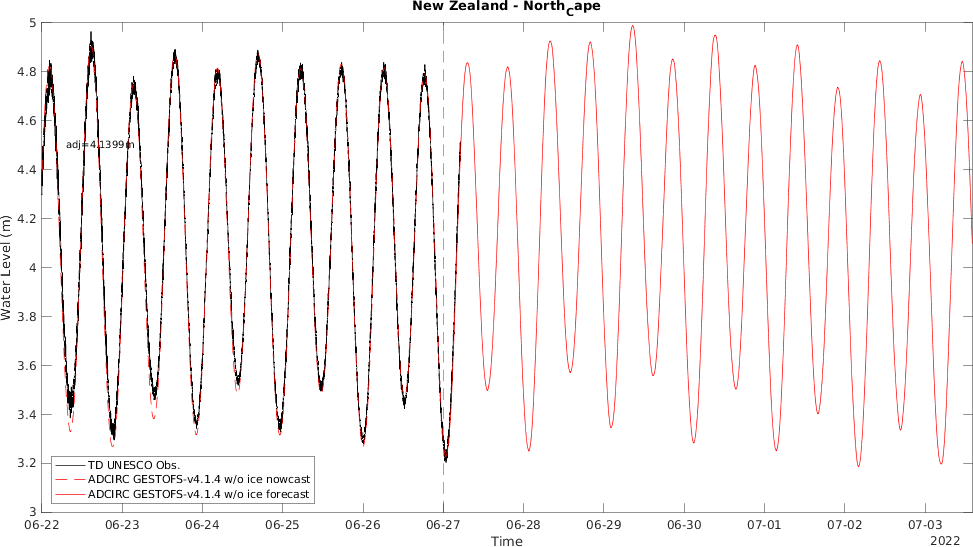 New Zealand - NorthCape
5
4.8
4.6
4.4
4.2
4
3.8
3.6
3.4
3.2
3
Water Level (m)
adj=4.1399m
TD UNESCO Obs.
ADCIRC GESTOFS-v4.1.4 w/o ice nowcast
ADCIRC GESTOFS-v4.1.4 w/o ice forecast
06-22 06-23 06-24 06-25 06-26 06-27 06-28 06-29 06-30 07-01 07-02 07-03
Time
2022